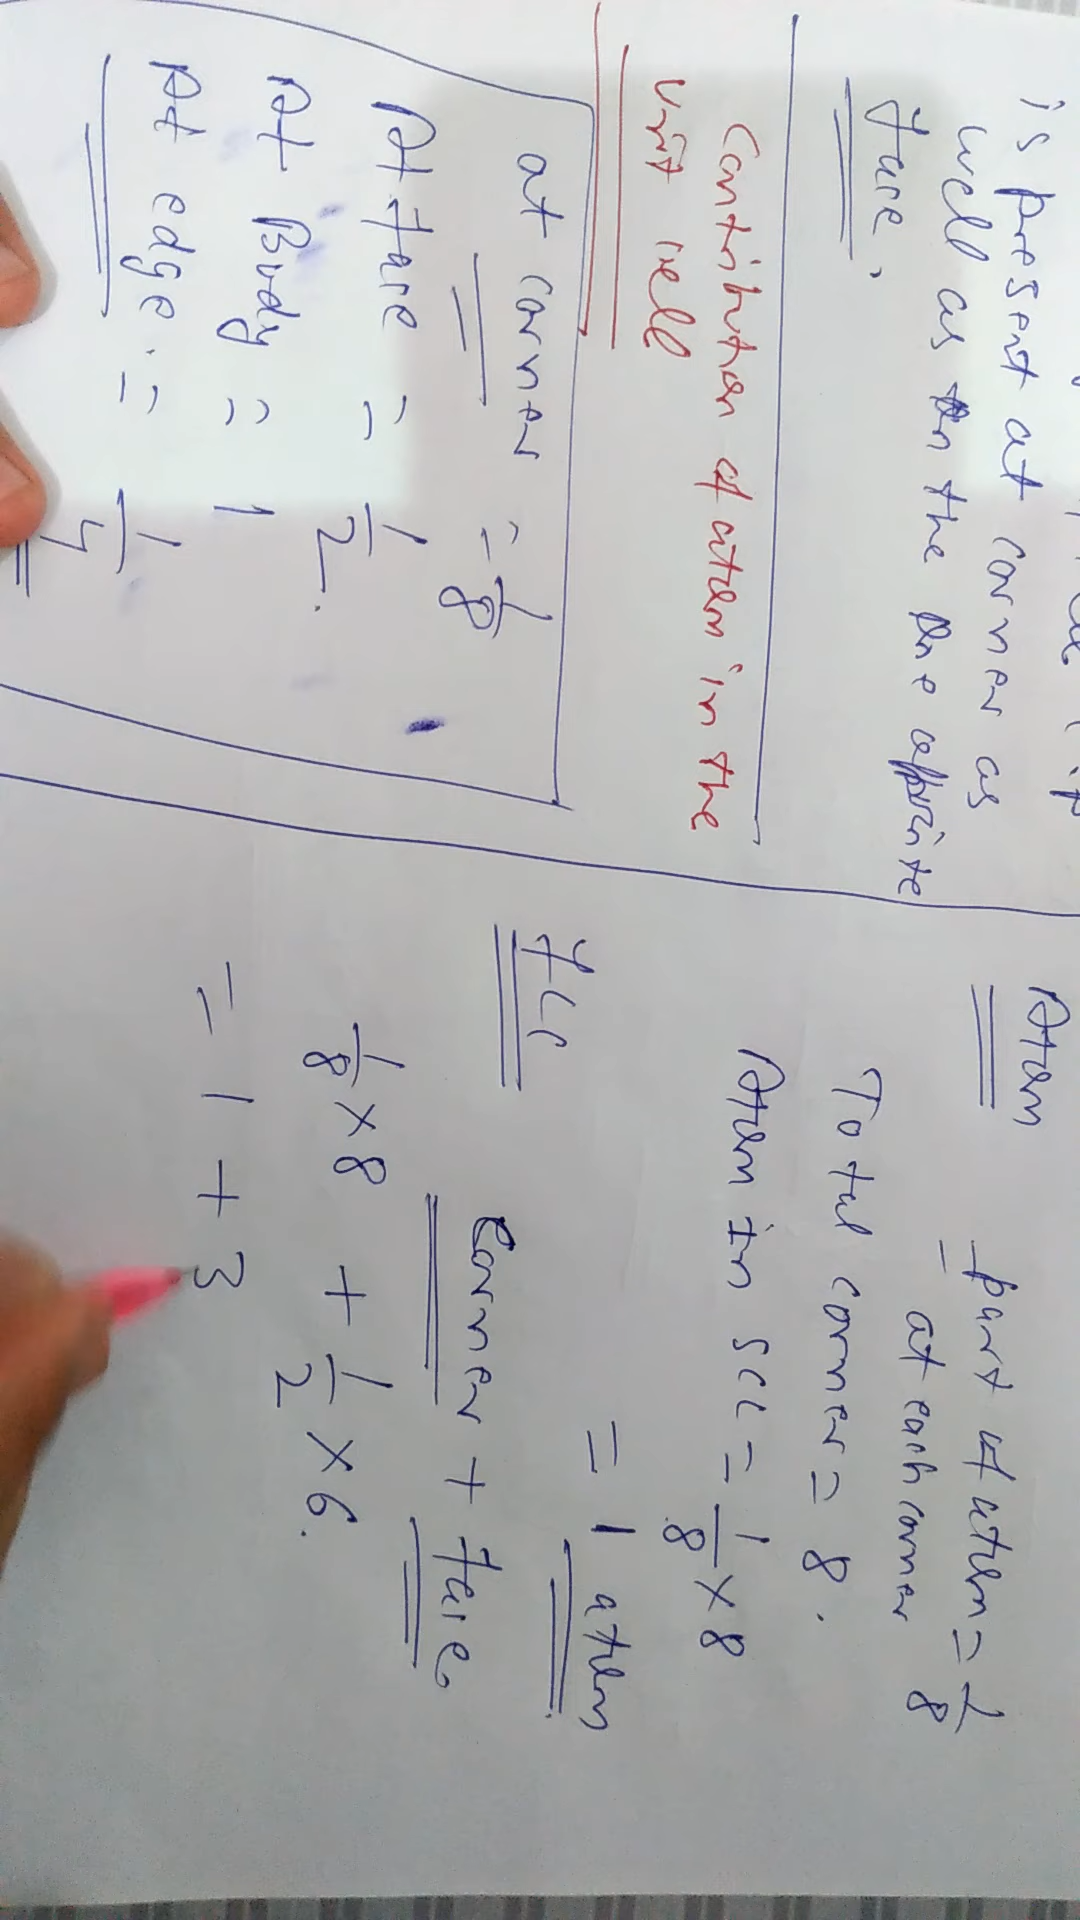 is present at corner as
well as on the one opposite
face.
Contribution of atom in the
Unit cell
at corner = 1/8
At face = 1/2.
At Body = 1
At edge = 1/4
Atom
part of atom = 1/8
at each corner
Total corner = 8.
Atom in scc = 1/8 × 8
= 1 atom
fcc
Corner + face
1/8 × 8 + 1/2 × 6.
= 1 + 3